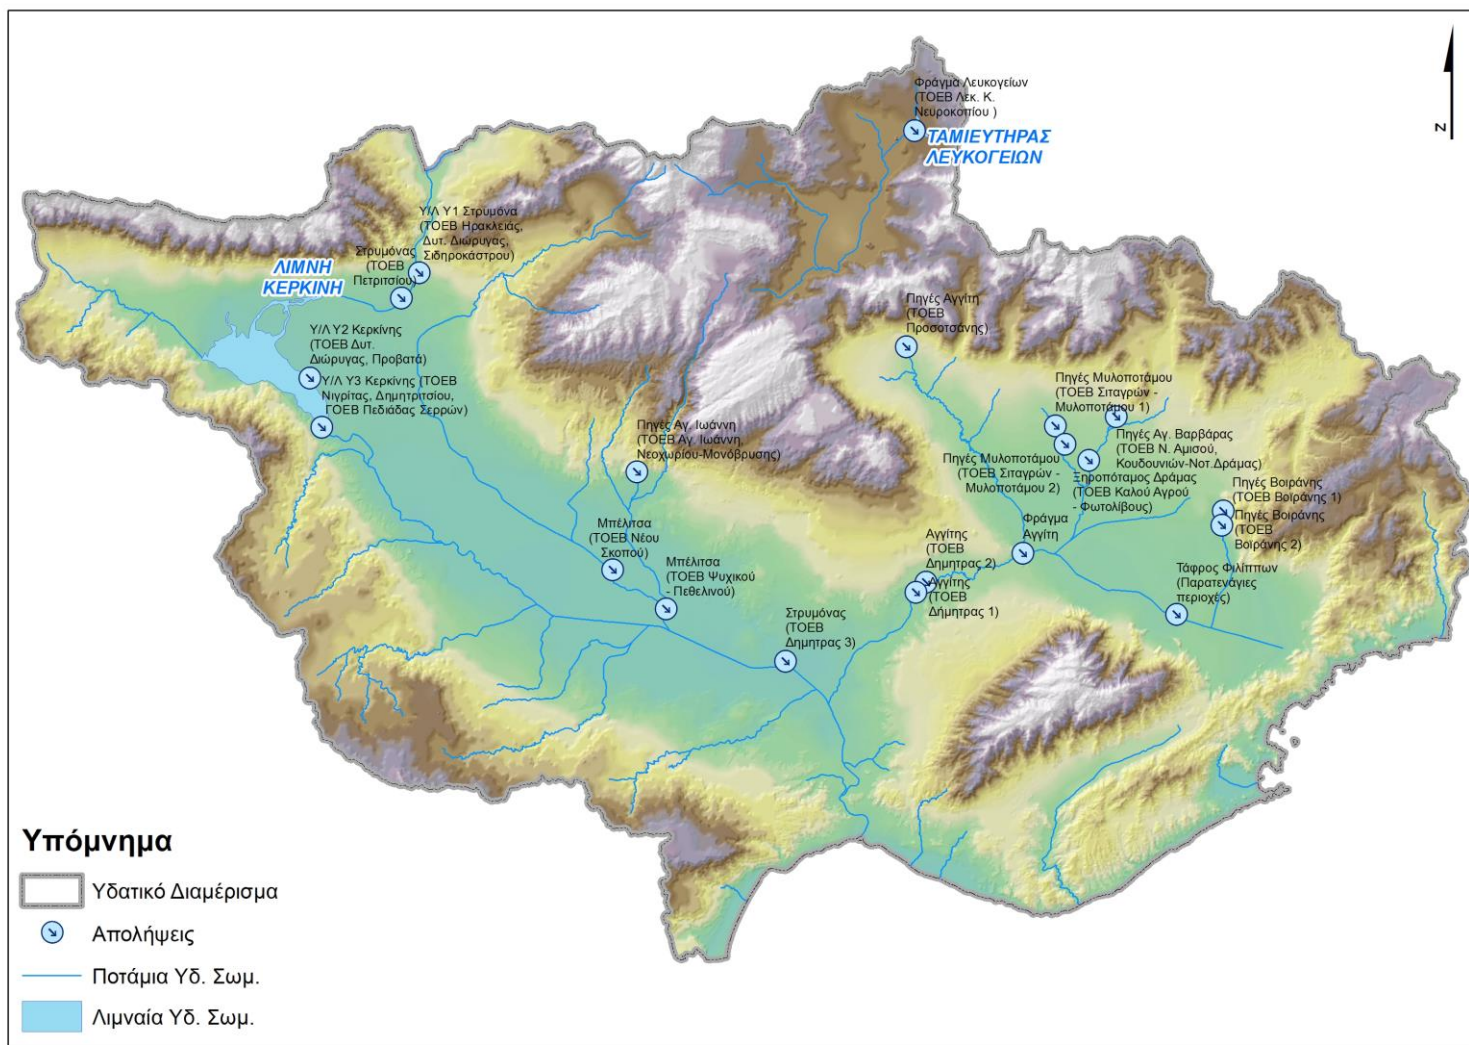 Φράγμα Λευκογείων
(ΤΟΕΒ Λεκ. Κ.
Νευροκοπίου )
ΤΑΜΙΕΥΤΗΡΑΣ
ΛΕΥΚΟΓΕΙΩΝ
N
Υ/Λ Υ1 Στρυμόνα
(ΤΟΕΒ Ηρακλειάς,
Δυτ. Διώρυγας,
Σιδηροκάστρου)
Στρυμόνας
(ΤΟΕΒ
Πετριτσίου)
ΛΙΜΝΗ
ΚΕΡΚΙΝΗ
Υ/Λ Υ2 Κερκίνης
(ΤΟΕΒ Δυτ.
Διώρυγας, Προβατά)
Υ/Λ Υ3 Κερκίνης (ΤΟΕΒ
Νιγρίτας, Δημητριτσίου,
ΓΟΕΒ Πεδιάδας Σερρών)
Πηγές Αγγίτη
(ΤΟΕΒ
Προσοτσάνης)
Πηγές Μυλοποτάμου
(ΤΟΕΒ Σιταγρών -
Μυλοποτάμου 1)
Πηγές Αγ. Ιωάννη
(ΤΟΕΒ Αγ. Ιωάννη,
Νεοχωρίου-Μονόβρυσης)
Πηγές Αγ. Βαρβάρας
(ΤΟΕΒ Ν. Αμισού,
Κουδουνιών-Νοτ.Δράμας)
Πηγές Μυλοποτάμου
(ΤΟΕΒ Σιταγρών -
Μυλοποτάμου 2)
Ξηροπόταμος Δράμας
(ΤΟΕΒ Καλού Αγρού
- Φωτολίβους)
Πηγές Βοιράνης
(ΤΟΕΒ Βοϊράνης 1)
Πηγές Βοιράνης
(ΤΟΕΒ
Βοϊράνης 2)
Φράγμα
Αγγίτη
Μπέλιτσα
(ΤΟΕΒ Νέου
Σκοπού)
Μπέλιτσα
(ΤΟΕΒ Ψυχικού
- Πεθελινού)
Αγγίτης
(ΤΟΕΒ
Δημητρας 2)
Αγγίτης
(ΤΟΕΒ
Δήμητρας 1)
Τάφρος Φιλίππων
(Παρατενάγιες
περιοχές)
Στρυμόνας
(ΤΟΕΒ
Δημητρας 3)
Υπόμνημα
Υδατικό Διαμέρισμα
Απολήψεις
Ποτάμια Υδ. Σωμ.
Λιμναία Υδ. Σωμ.